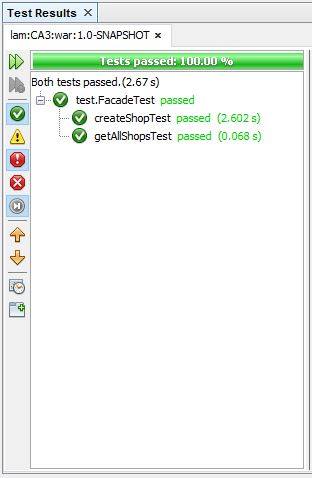 Test Results
lam:CA3:war:1.0-SNAPSHOT
Tests passed: 100.00 %
Both tests passed.(2.67 s)
test.FacadeTest passed
createShopTest passed (2.602 s)
getAllShopsTest passed (0.068 s)